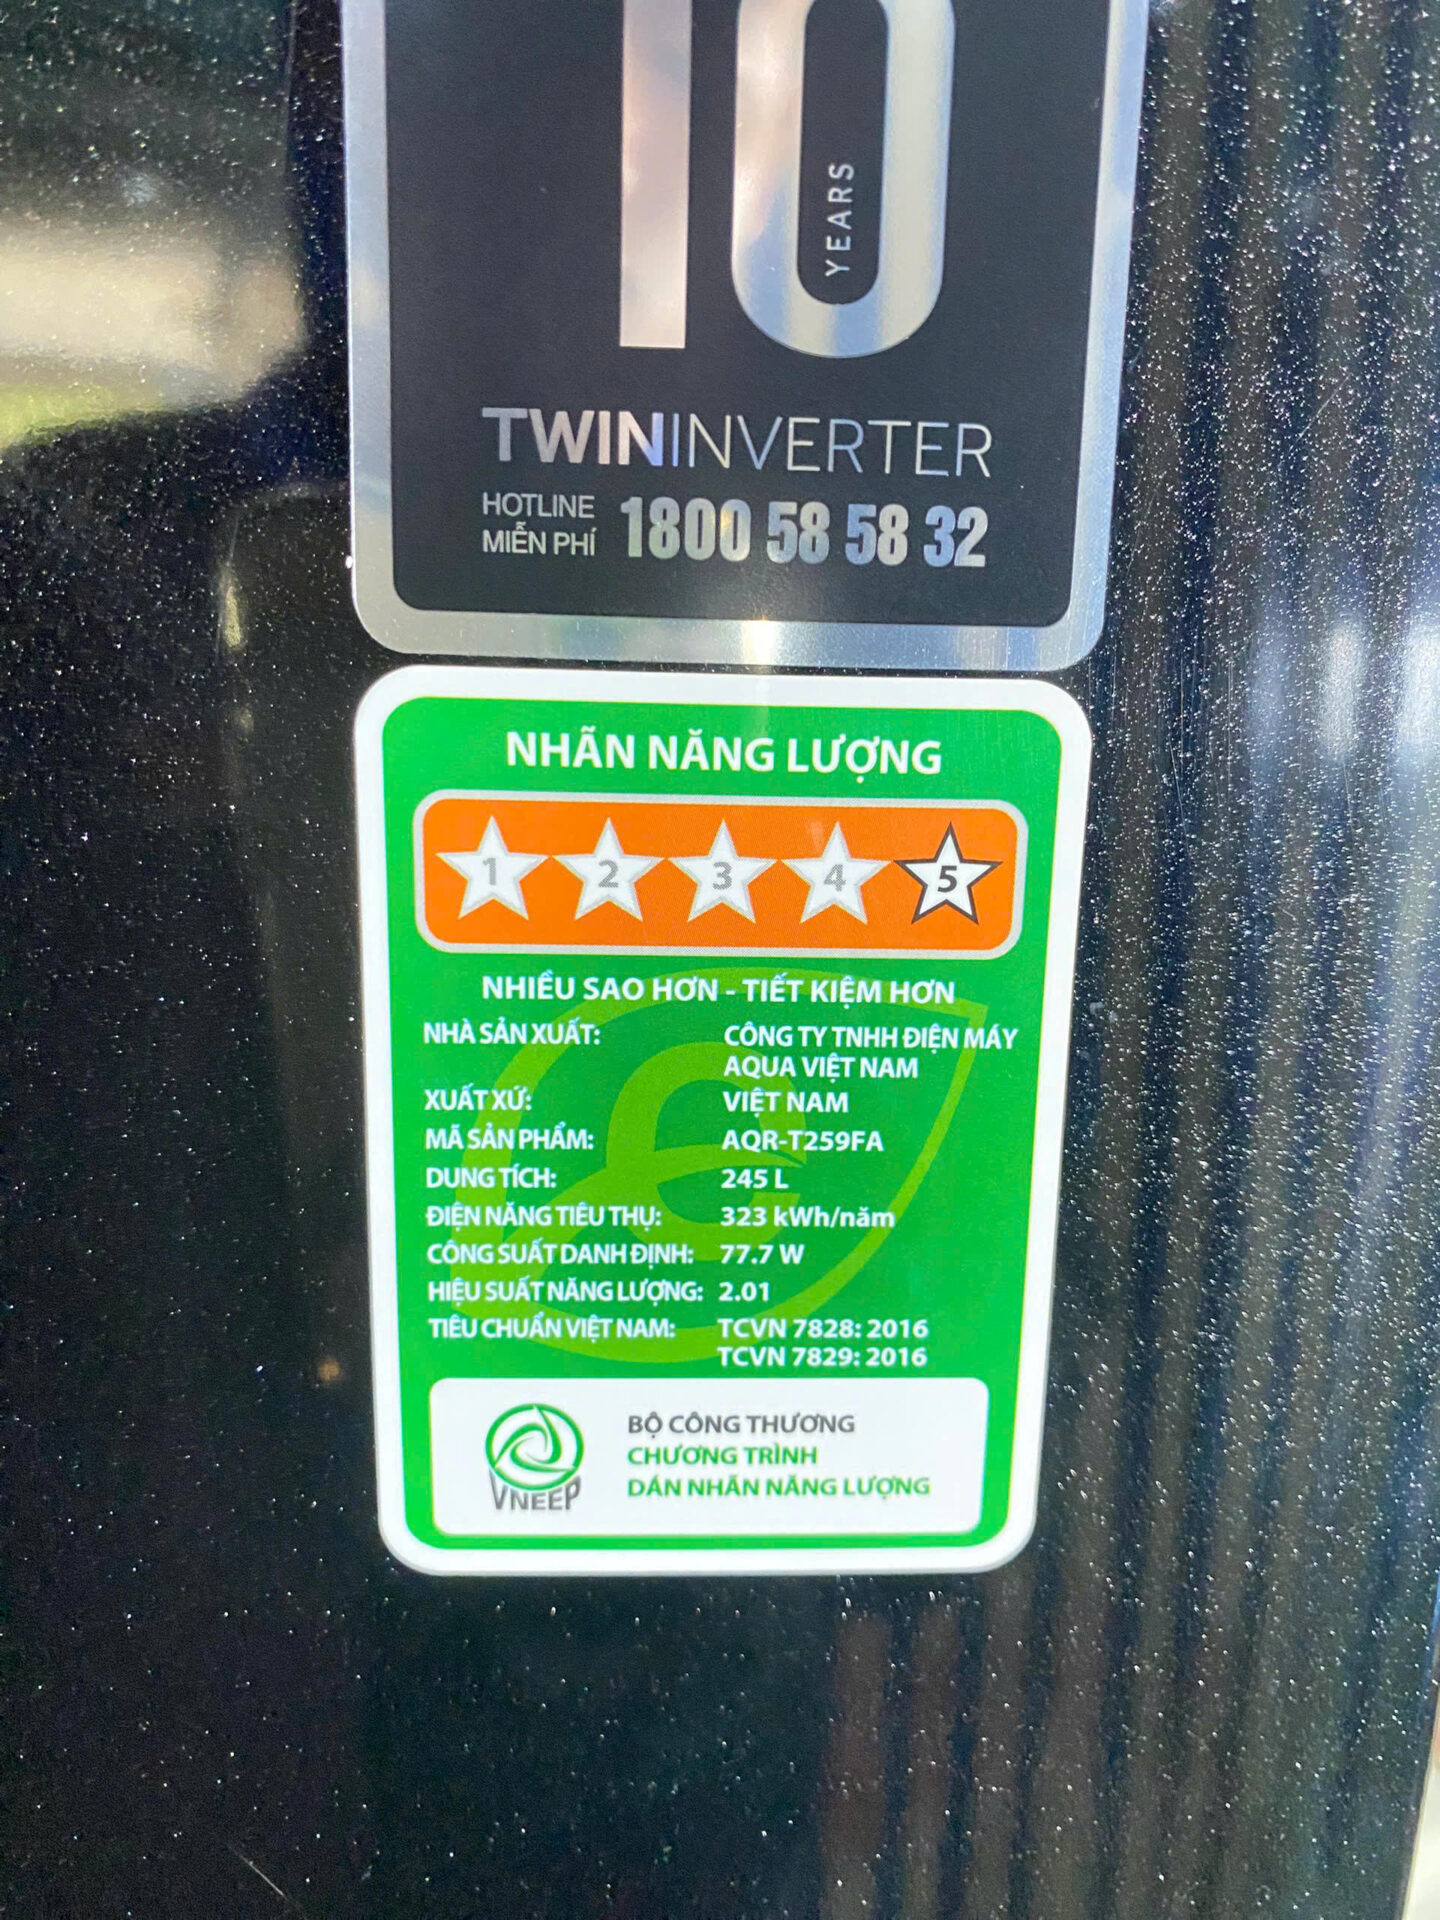 10
YEARS
TWININVERTER
HOTLINE
MIỄN PHÍ
1800 58 58 32
NHÃN NĂNG LƯỢNG
1 2 3 4 5
NHIỀU SAO HƠN - TIẾT KIỆM HƠN
NHÀ SẢN XUẤT: CÔNG TY TNHH ĐIỆN MÁY
AQUA VIỆT NAM
XUẤT XỨ: VIỆT NAM
MÃ SẢN PHẨM: AQR-T259FA
DUNG TÍCH: 245 L
ĐIỆN NĂNG TIÊU THỤ: 323 kWh/năm
CÔNG SUẤT DANH ĐỊNH: 77.7 W
HIỆU SUẤT NĂNG LƯỢNG: 2.01
TIÊU CHUẨN VIỆT NAM: TCVN 7828: 2016
TCVN 7829: 2016
BỘ CÔNG THƯƠNG
CHƯƠNG TRÌNH
DÁN NHÃN NĂNG LƯỢNG
VNEEP